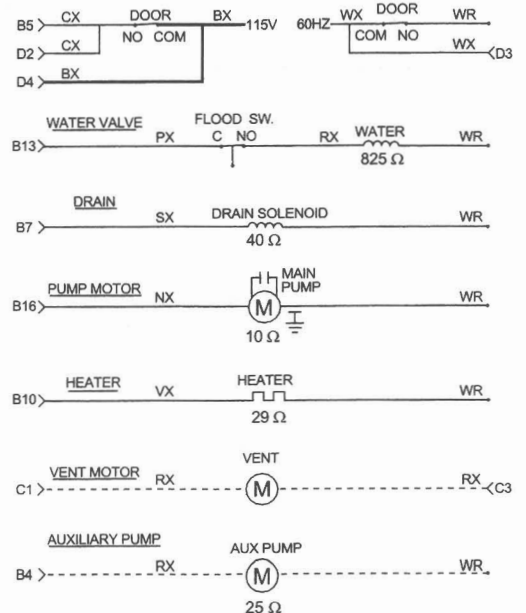 B5 CX DOOR BX 115V 60HZ WX DOOR WR
NO COM COM NO
D2 CX WX D3
D4 BX
WATER VALVE FLOOD SW.
B13 PX C NO RX WATER WR
825 Ω
DRAIN
B7 SX DRAIN SOLENOID WR
40 Ω
PUMP MOTOR MAIN PUMP
B16 NX M WR
10 Ω
HEATER HEATER
B10 VX WR
29 Ω
VENT MOTOR VENT
C1 RX M RX C3
AUXILIARY PUMP AUX PUMP
B4 RX M WR
25 Ω